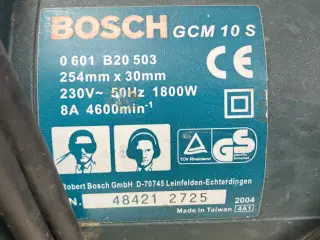 BOSCH GCM 10 S
0 601 B20 503
254mm x 30mm
230V~ 50Hz 1800W
8A 4600min-1
CE
TÜV Rheinland
GS
Robert Bosch GmbH D-70745 Leinfelden-Echterdingen
N. 48421 2725
2004
Made in Taiwan 4A1